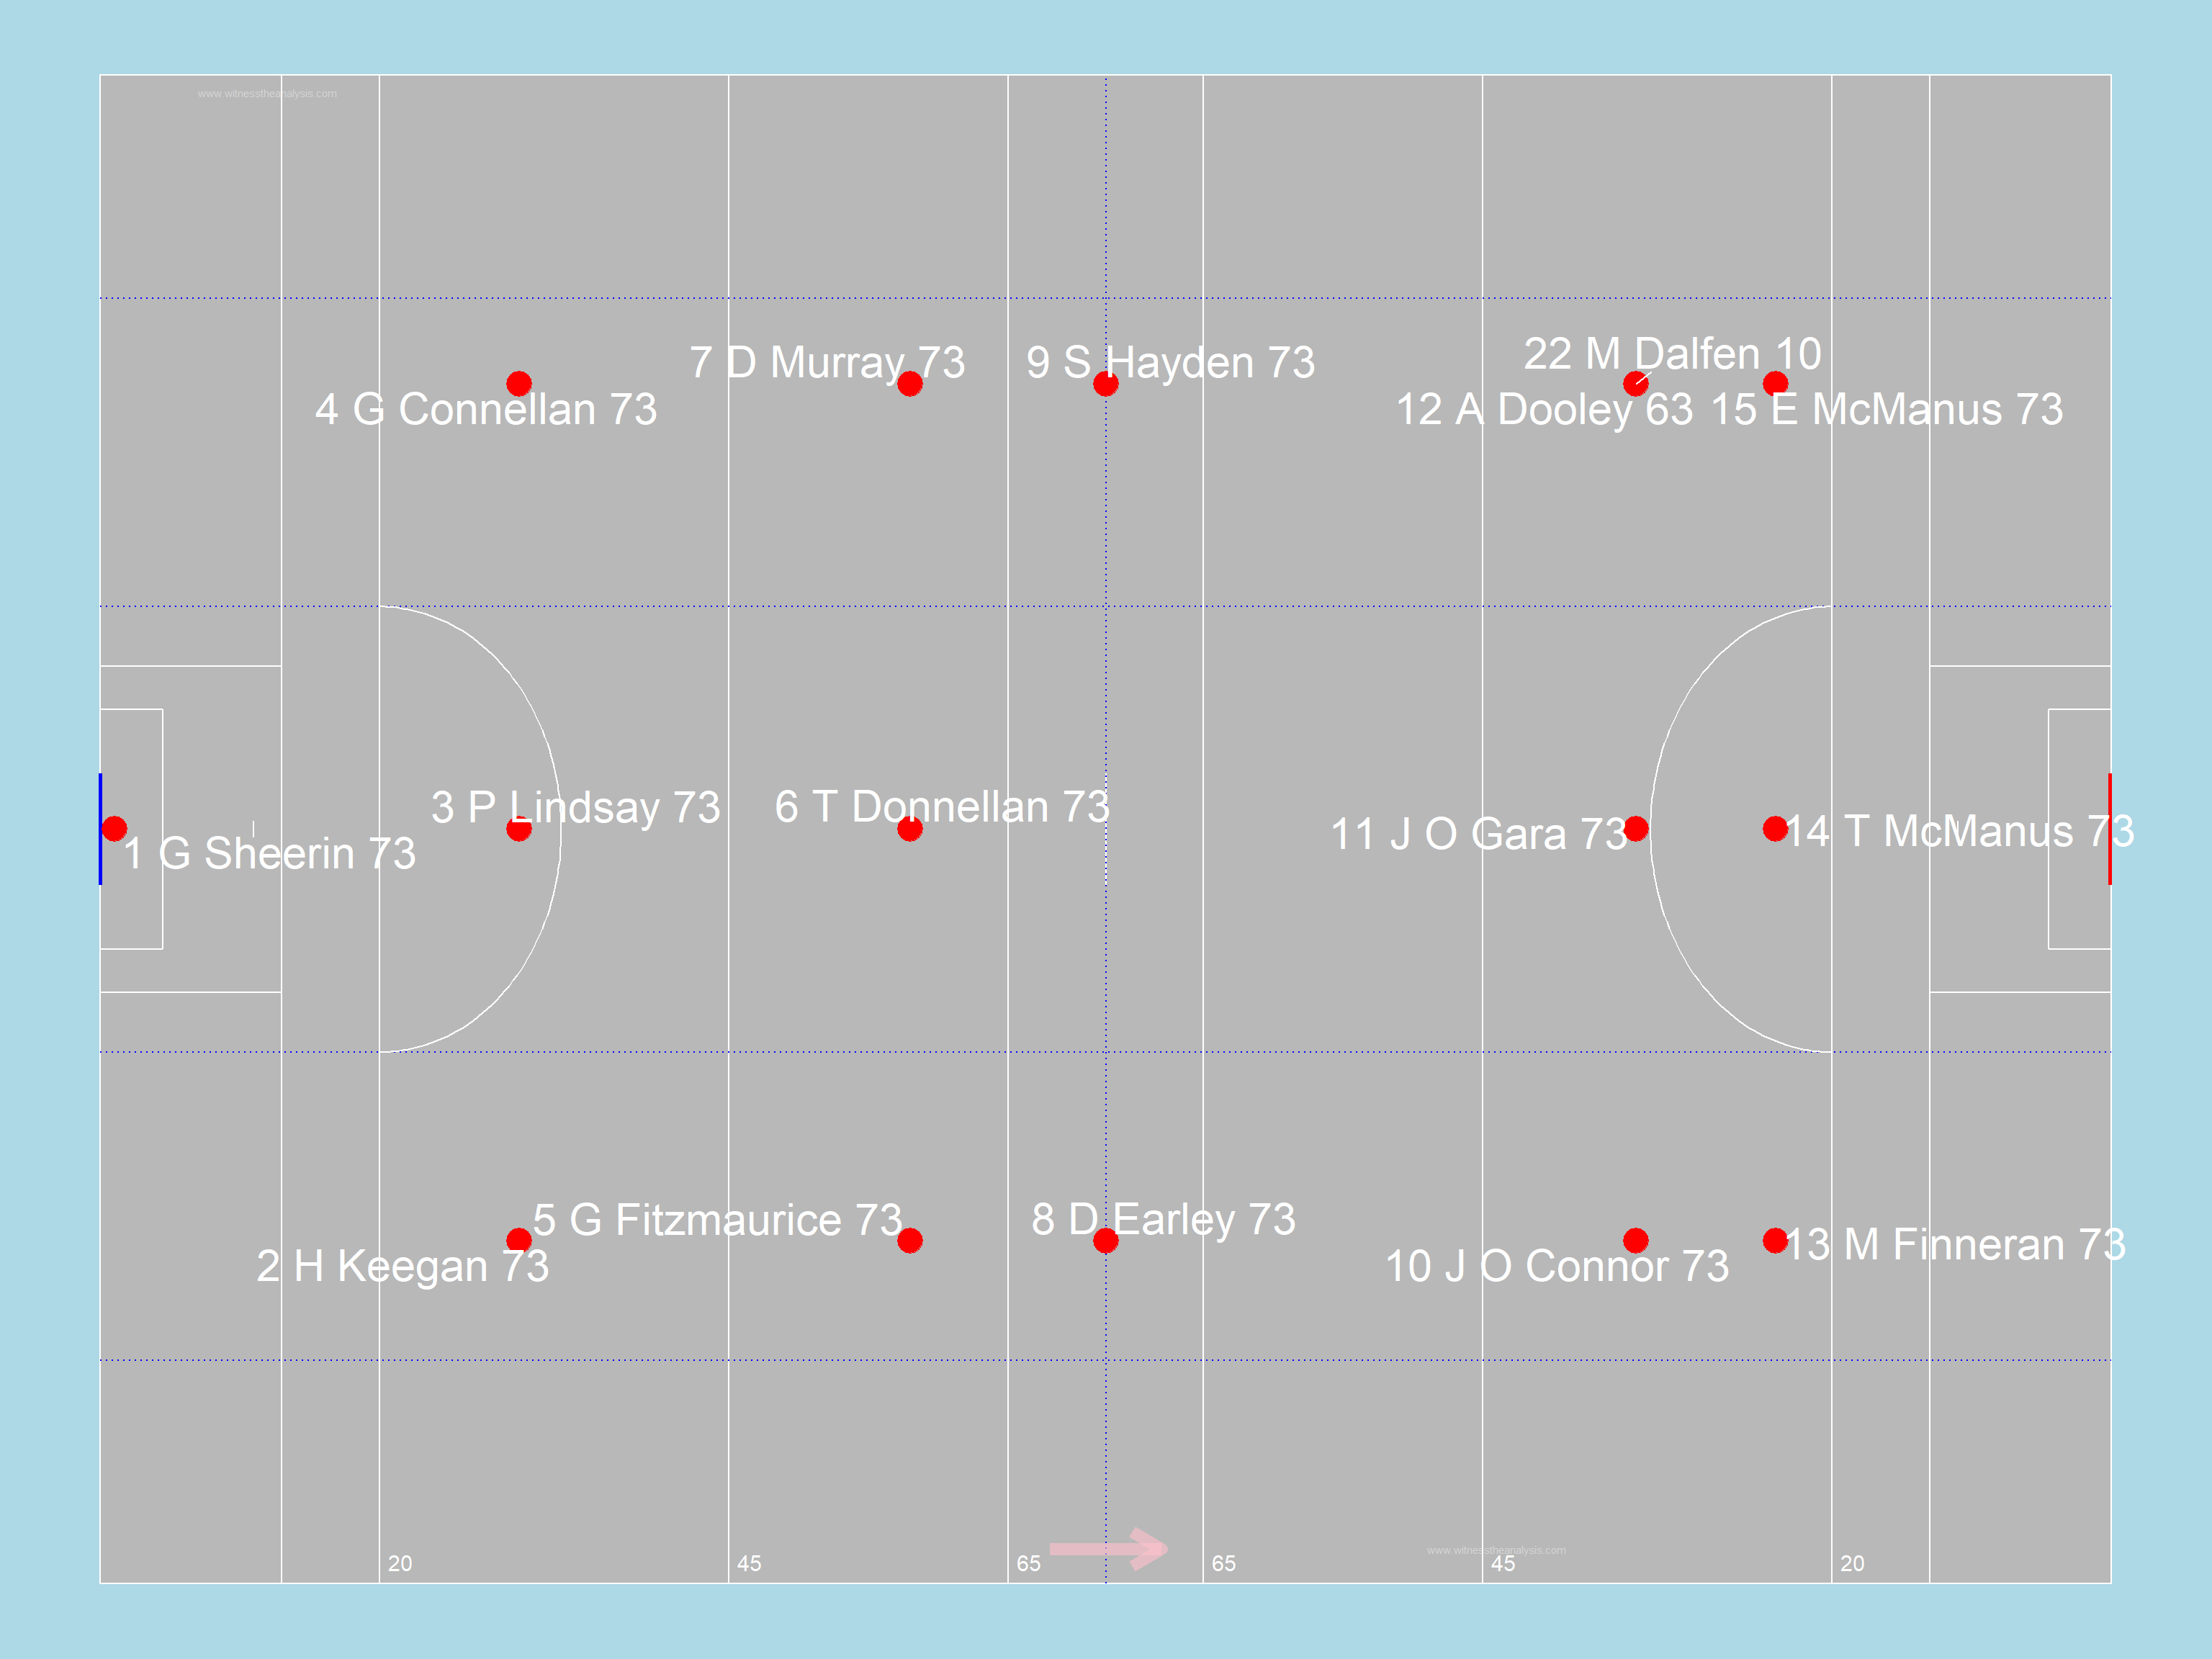 www.witnesstheanalysis.com
22 M Dalfen 10
7 D Murray 73
9 S Hayden 73
4 G Connellan 73
12 A Dooley 63
15 E McManus 73
3 P Lindsay 73
6 T Donnellan 73
11 J O Gara 73
14 T McManus 73
1 G Sheerin 73
5 G Fitzmaurice 73
8 D Earley 73
13 M Finneran 73
2 H Keegan 73
10 J O Connor 73
www.witnesstheanalysis.com
20
45
65
65
45
20